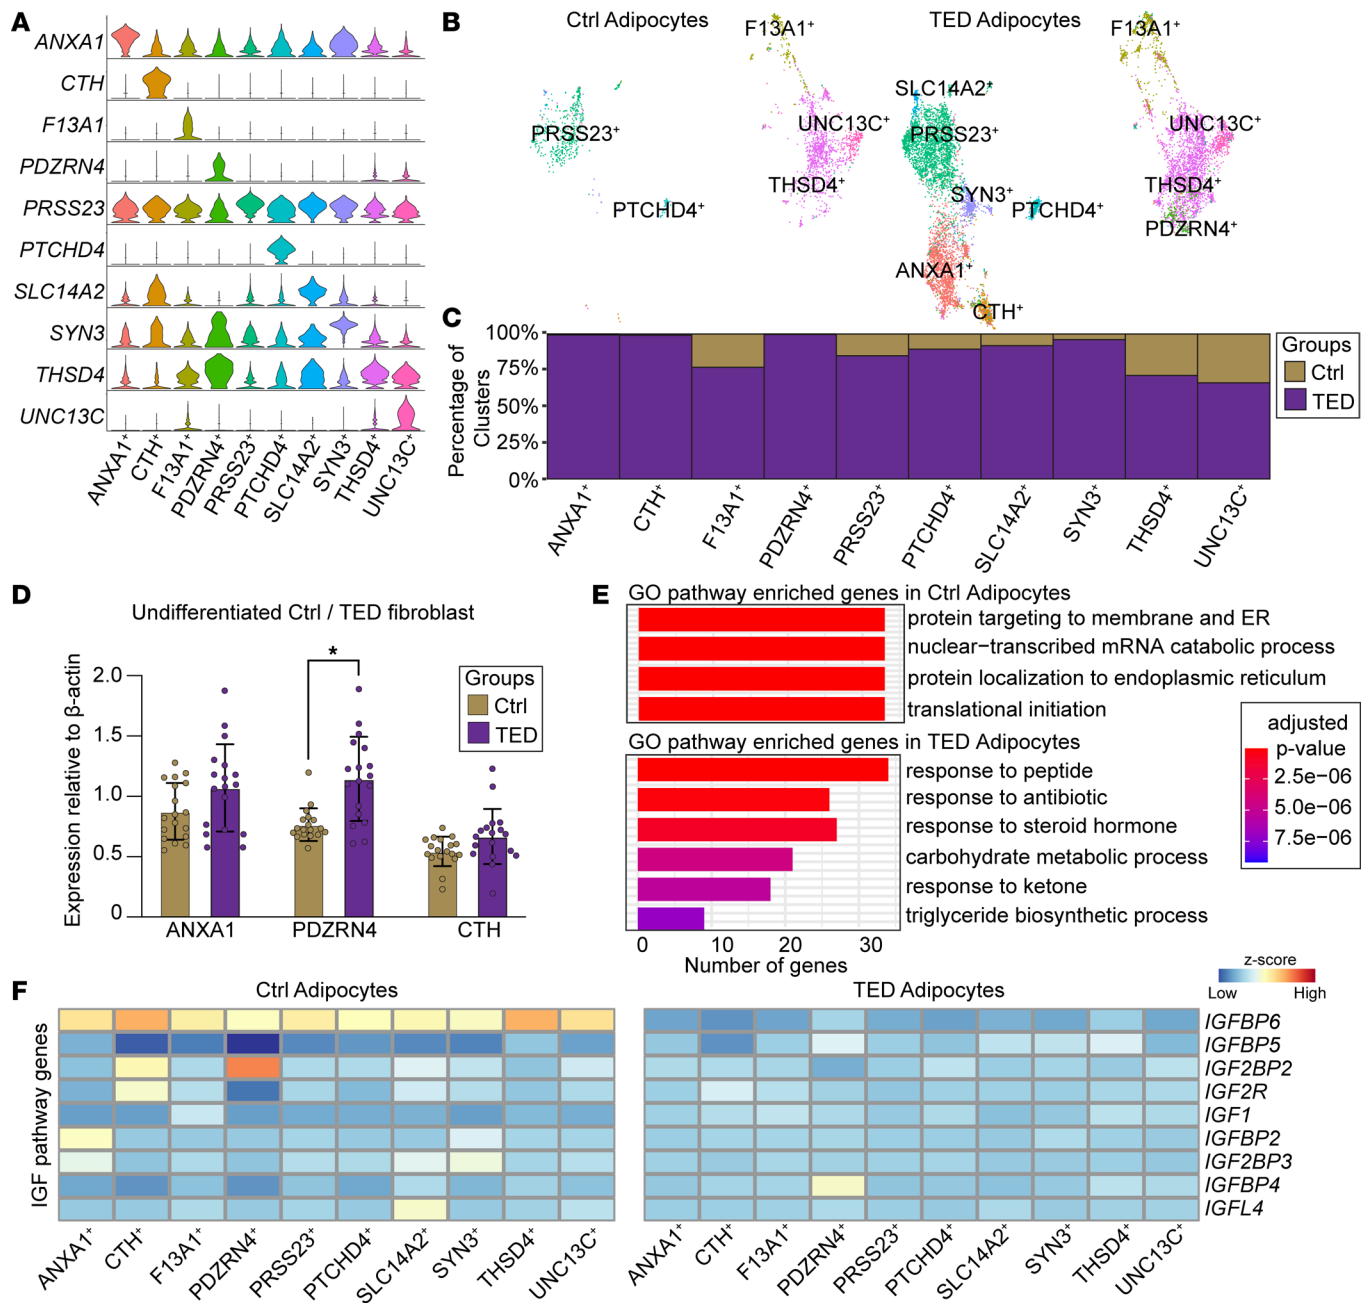 A
ANXA1
CTH
F13A1
PDZRN4
PRSS23
PTCHD4
SLC14A2
SYN3
THSD4
UNC13C
ANXA1⁺
CTH⁺
F13A1⁺
PDZRN4⁺
PRSS23⁺
PTCHD4⁺
SLC14A2⁺
SYN3⁺
THSD4⁺
UNC13C⁺
B
Ctrl Adipocytes
F13A1⁺
PRSS23⁺
UNC13C⁺
THSD4⁺
PTCHD4⁺
TED Adipocytes
F13A1⁺
SLC14A2⁺
UNC13C⁺
PRSS23⁺
THSD4⁺
SYN3⁺
PTCHD4⁺
PDZRN4⁺
ANXA1⁺
CTH⁺
C
Percentage of
Clusters
100%
75%
50%
25%
0%
ANXA1⁺
CTH⁺
F13A1⁺
PDZRN4⁺
PRSS23⁺
PTCHD4⁺
SLC14A2⁺
SYN3⁺
THSD4⁺
UNC13C⁺
Groups
Ctrl
TED
D
Undifferentiated Ctrl / TED fibroblast
Expression relative to β-actin
2.0
1.5
1.0
0.5
0
*
Groups
Ctrl
TED
ANXA1
PDZRN4
CTH
E
GO pathway enriched genes in Ctrl Adipocytes
protein targeting to membrane and ER
nuclear−transcribed mRNA catabolic process
protein localization to endoplasmic reticulum
translational initiation
GO pathway enriched genes in TED Adipocytes
response to peptide
response to antibiotic
response to steroid hormone
carbohydrate metabolic process
response to ketone
triglyceride biosynthetic process
0 10 20 30
Number of genes
adjusted
p-value
2.5e−06
5.0e−06
7.5e−06
F
Ctrl Adipocytes
TED Adipocytes
z-score
Low High
IGF pathway genes
IGFBP6
IGFBP5
IGF2BP2
IGF2R
IGF1
IGFBP2
IGF2BP3
IGFBP4
IGFL4
ANXA1⁺
CTH⁺
F13A1⁺
PDZRN4⁺
PRSS23⁺
PTCHD4⁺
SLC14A2⁺
SYN3⁺
THSD4⁺
UNC13C⁺
ANXA1⁺
CTH⁺
F13A1⁺
PDZRN4⁺
PRSS23⁺
PTCHD4⁺
SLC14A2⁺
SYN3⁺
THSD4⁺
UNC13C⁺